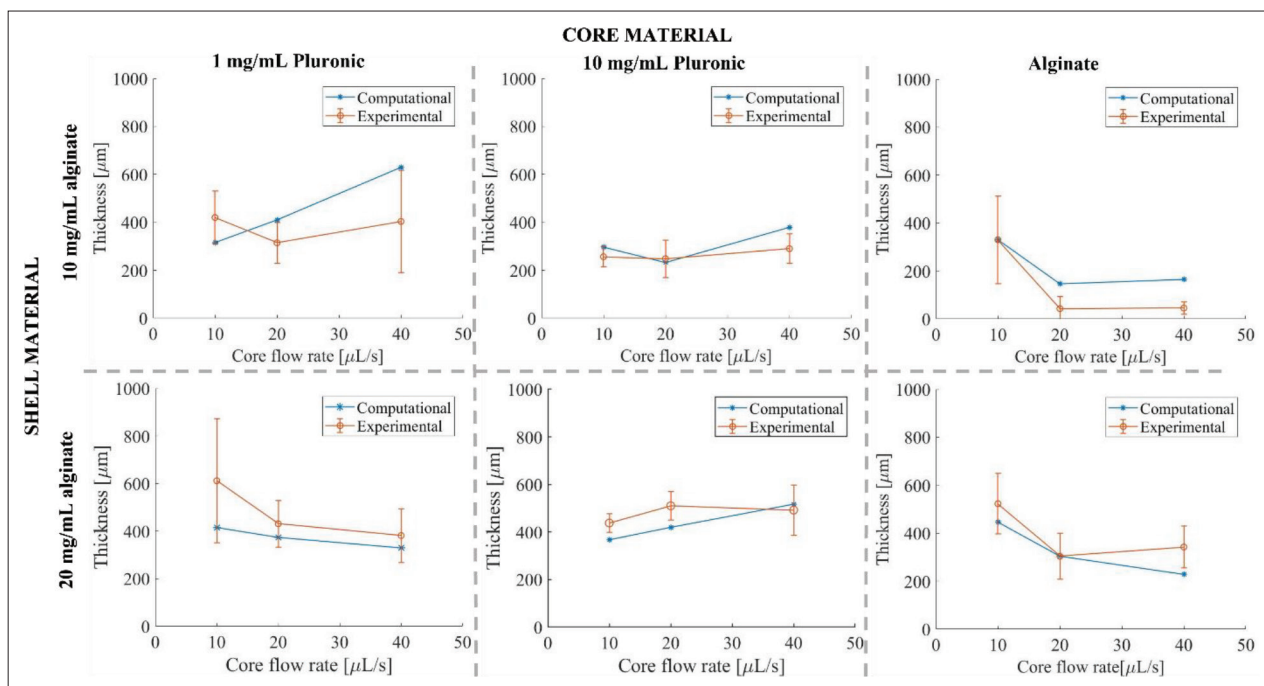 CORE MATERIAL
1 mg/mL Pluronic
10 mg/mL Pluronic
Alginate
SHELL MATERIAL
10 mg/mL alginate
20 mg/mL alginate
1000
800
600
400
200
0
Thickness [μm]
Computational
Experimental
0 10 20 30 40 50
Core flow rate [μL/s]
1000
800
600
400
200
0
Thickness [μm]
Computational
Experimental
0 10 20 30 40 50
Core flow rate [μL/s]
1000
800
600
400
200
0
Thickness [μm]
Computational
Experimental
0 10 20 30 40 50
Core flow rate [μL/s]
1000
800
600
400
200
0
Thickness [μm]
Computational
Experimental
0 10 20 30 40 50
Core flow rate [μL/s]
1000
800
600
400
200
0
Thickness [μm]
Computational
Experimental
0 10 20 30 40 50
Core flow rate [μL/s]
1000
800
600
400
200
0
Thickness [μm]
Computational
Experimental
0 10 20 30 40 50
Core flow rate[μL/s]